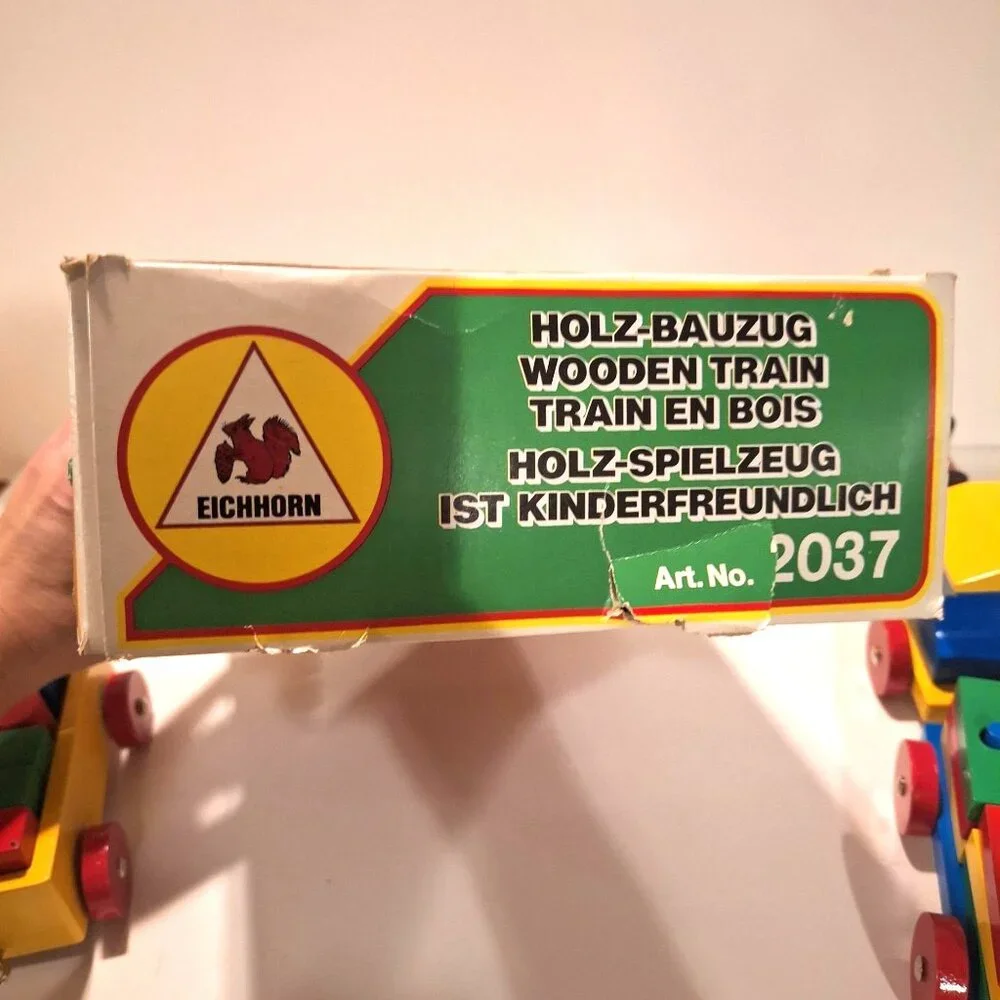 EICHHORN
HOLZ-BAUZUG
WOODEN TRAIN
TRAIN EN BOIS
HOLZ-SPIELZEUG
IST KINDERFREUNDLICH
Art. No. 2037